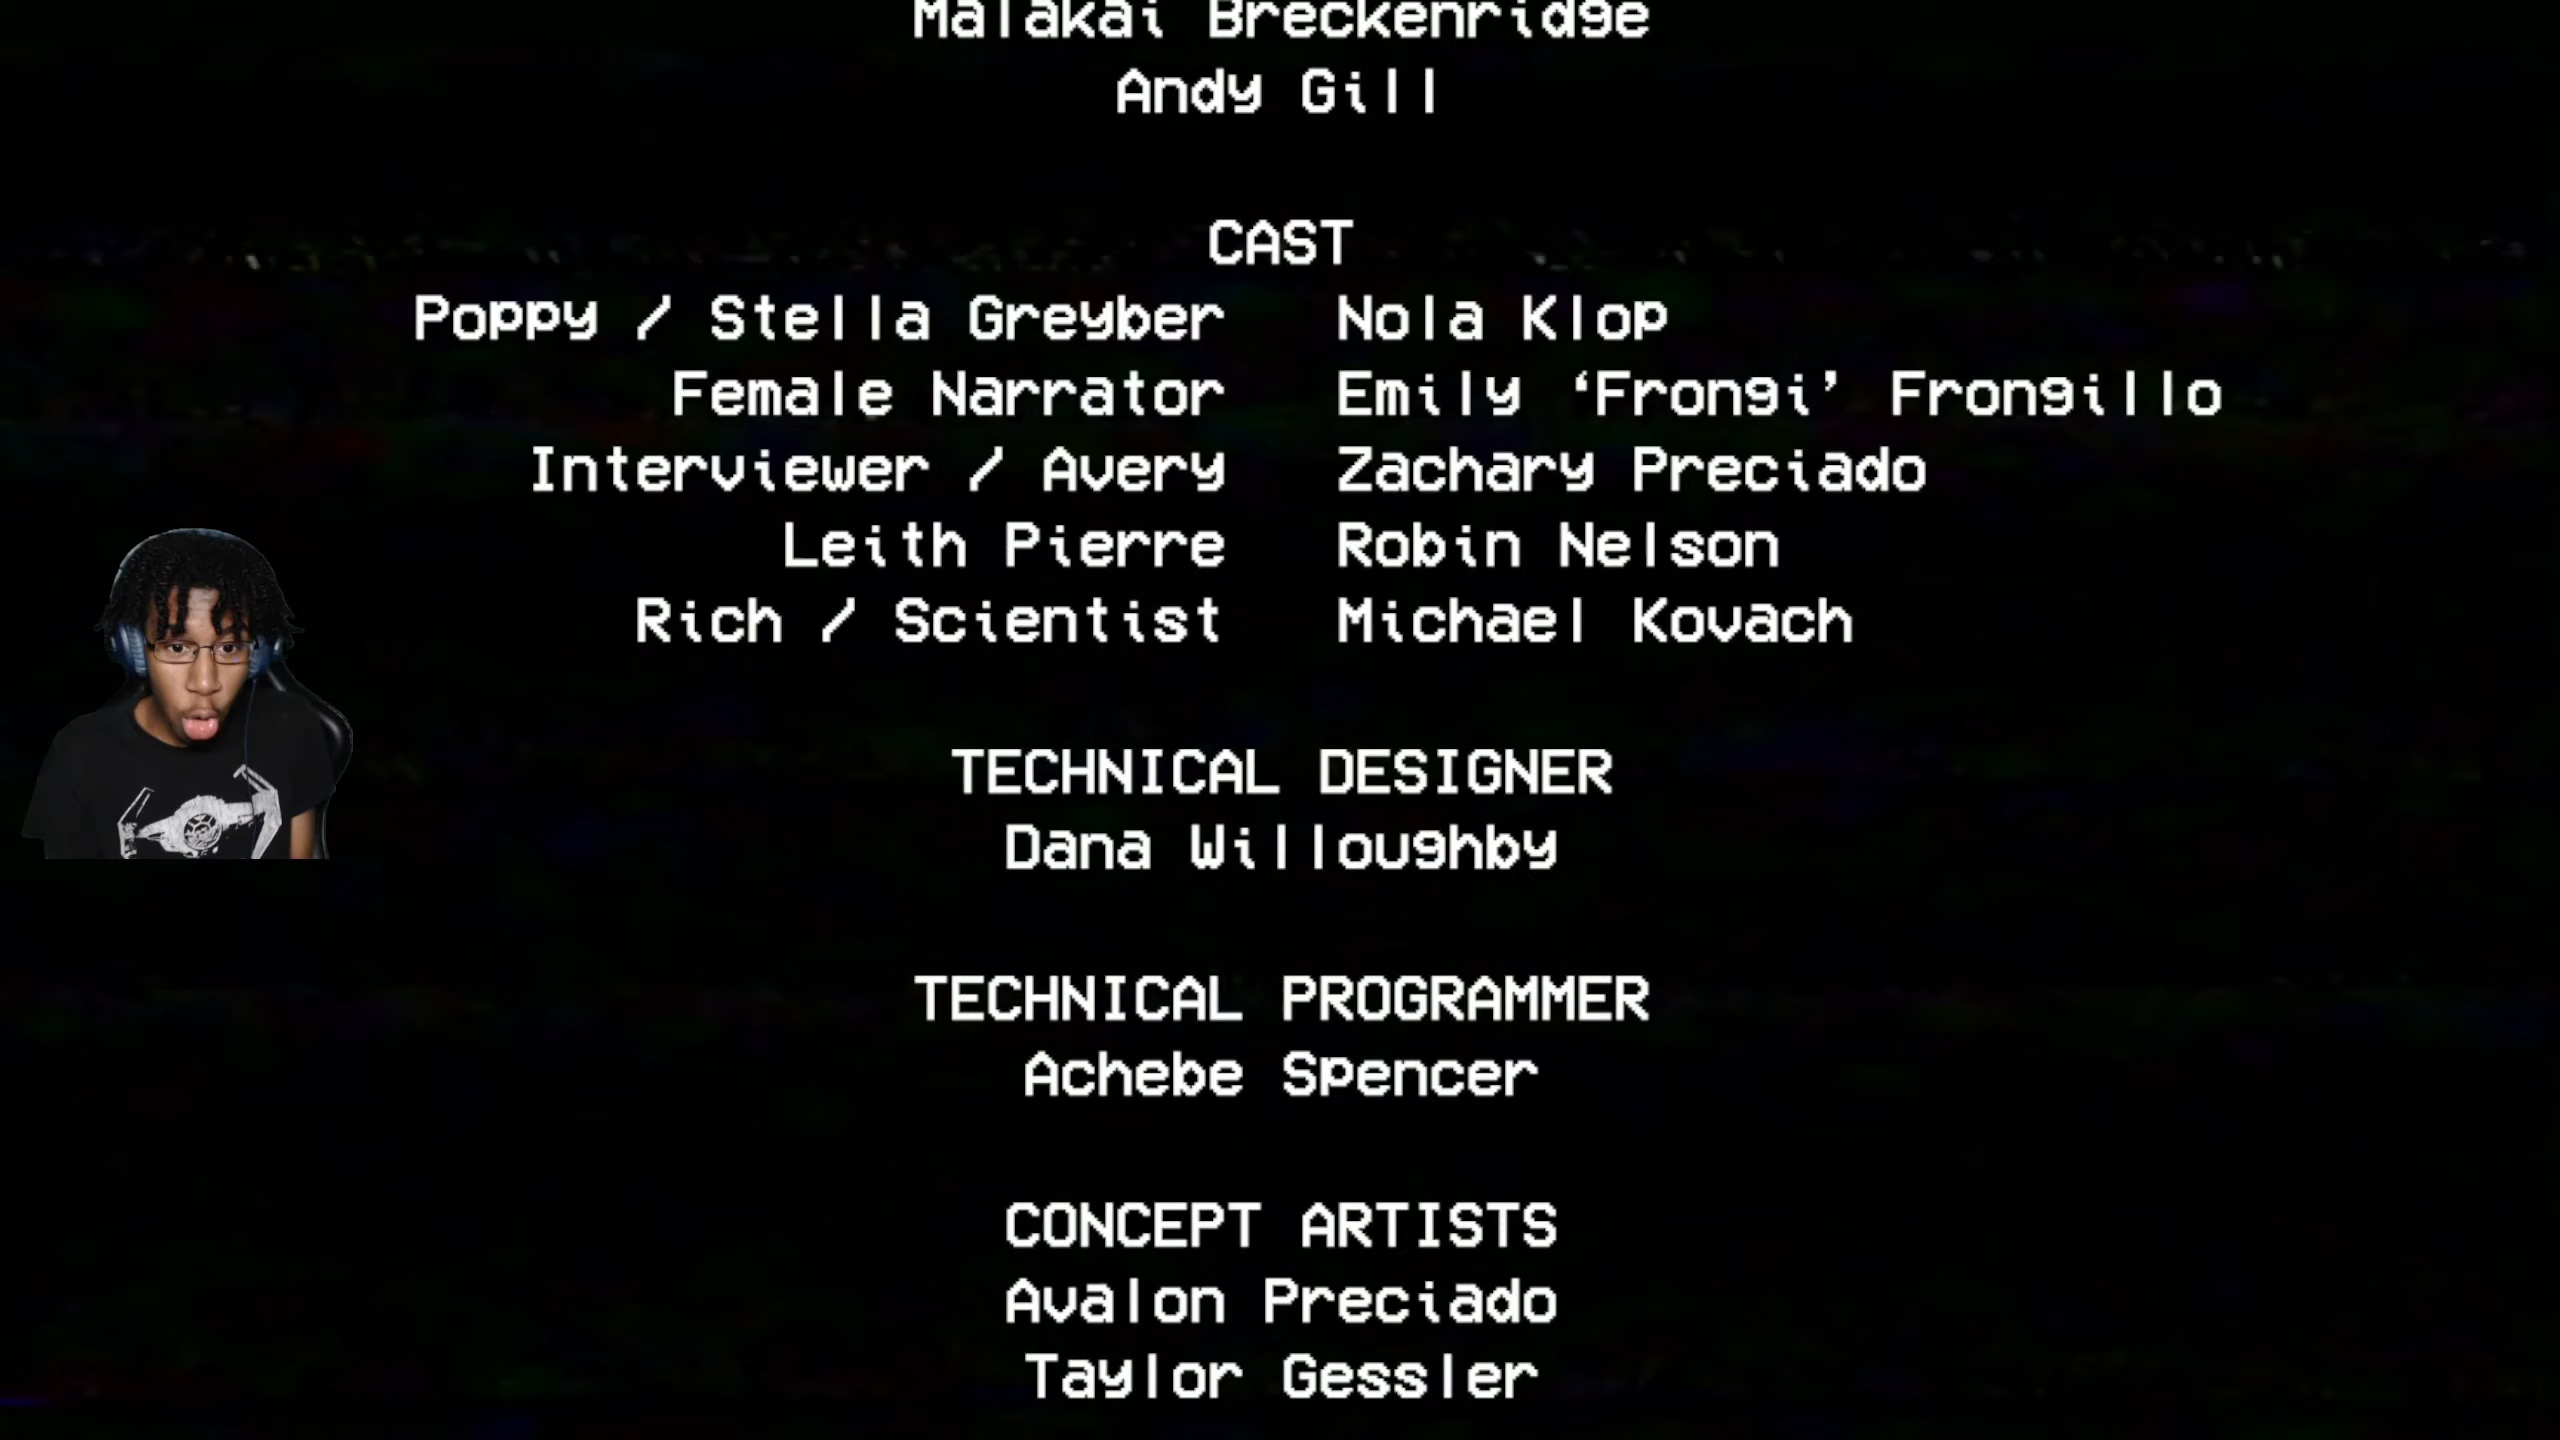 Malakai Breckenridge
Andy Gill
CAST
Poppy / Stella Greyber Nola Klop
Female Narrator Emily ‘Frongi’ Frongillo
Interviewer / Avery Zachary Preciado
Leith Pierre Robin Nelson
Rich / Scientist Michael Kovach
TECHNICAL DESIGNER
Dana Willoughby
TECHNICAL PROGRAMMER
Achebe Spencer
CONCEPT ARTISTS
Avalon Preciado
Taylor Gessler